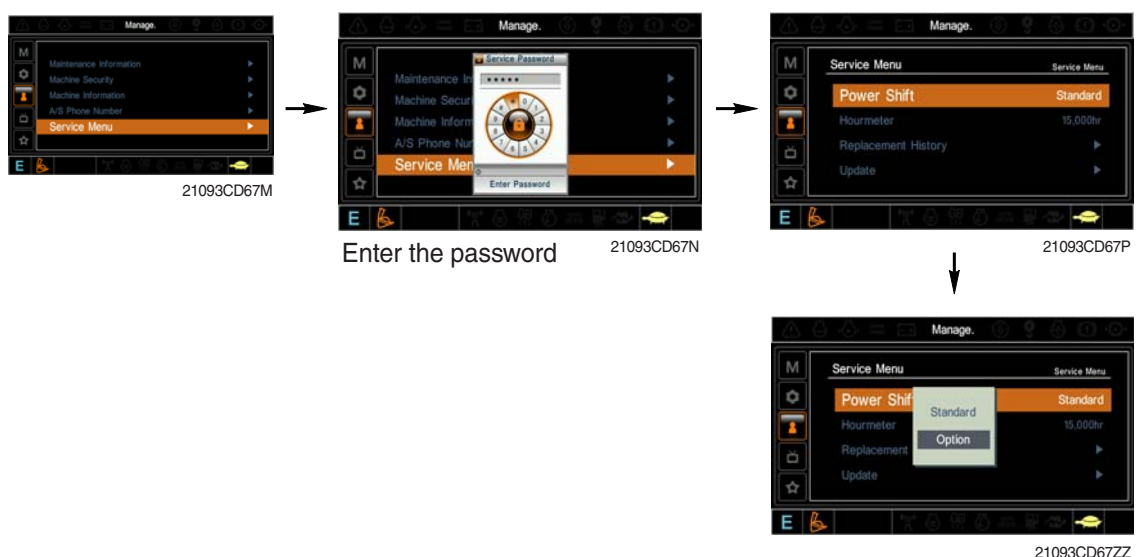 Manage.
M
Maintenance Information
Machine Security
Machine Information
A/S Phone Number
Service Menu
E
21093CD67M
Manage.
M
Service Password
*****
Maintenance In
Machine Secur
Machine Inform
A/S Phone Nur
Service Men
Enter Password
E
Enter the password
21093CD67N
Manage.
M
Service Menu Service Menu
Power Shift Standard
Hourmeter 15,000hr
Replacement History
Update
E
21093CD67P
Manage.
M
Service Menu Service Menu
Power Shif Standard
Standard
Hourmeter 15,000hr
Option
Replacement
Update
E
21093CD67ZZ